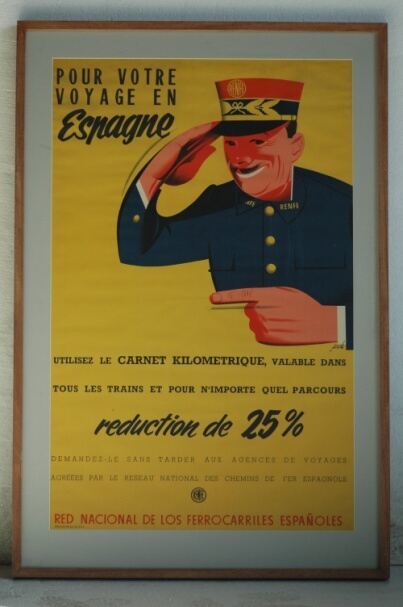 POUR VOTRE
VOYAGE EN
Espagne
RENFE
RENFE
UTILISEZ LE CARNET KILOMETRIQUE, VALABLE DANS
TOUS LES TRAINS ET POUR N'IMPORTE QUEL PARCOURS
reduction de 25%
DEMANDEZ-LE SANS TARDER AUX AGENCES DE VOYAGES
AGRÉÉES PAR LE RESEAU NATIONAL DES CHEMINS DE FER ESPAGNOLS
RED NACIONAL DE LOS FERROCARRILES ESPAÑOLES